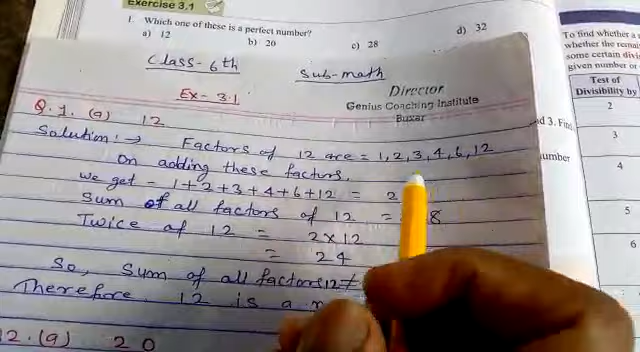 Exercise 3.1
1. Which one of these is a perfect number?
a) 12 b) 20 c) 28 d) 32
To find whether a
whether the remai
some certain divi
given number or
Test of
Divisibility by
2
3
4
5
6
d 3. Fin
umber
Class-6th Sub-math
Ex-3.1
Director
Genius Coaching Institute
Buxar
Q.1. (a) 12
Solution:→ Factors of 12 are = 1,2,3,4,6,12
On adding these factors,
We get - 1+2+3+4+6+12 = 2
Sum of all factors of 12 = 8
Twice of 12 = 2×12
= 24
So, Sum of all factors 12 ≠
Therefore 12 is a
2. (a) 20